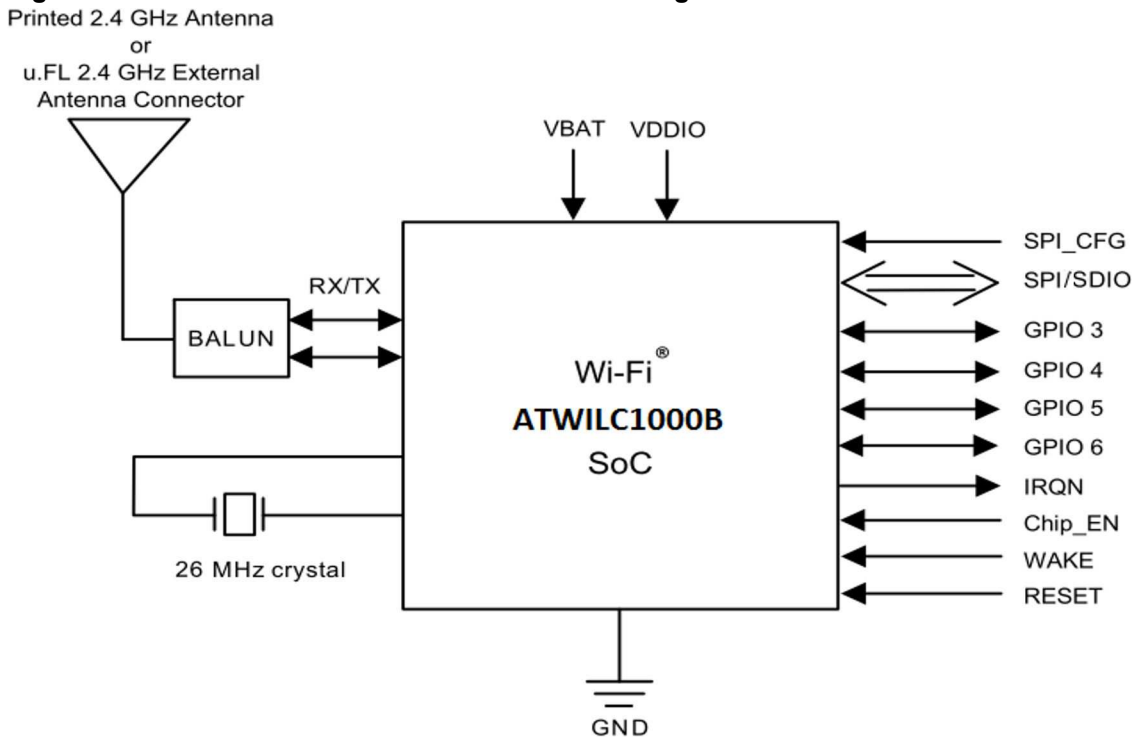 Printed 2.4 GHz Antenna
or
u.FL 2.4 GHz External
Antenna Connector
VBAT VDDIO
SPI_CFG
SPI/SDIO
RX/TX
GPIO 3
BALUN
GPIO 4
Wi-Fi®
ATWILC1000B
SoC
GPIO 5
GPIO 6
IRQN
Chip_EN
WAKE
RESET
26 MHz crystal
GND